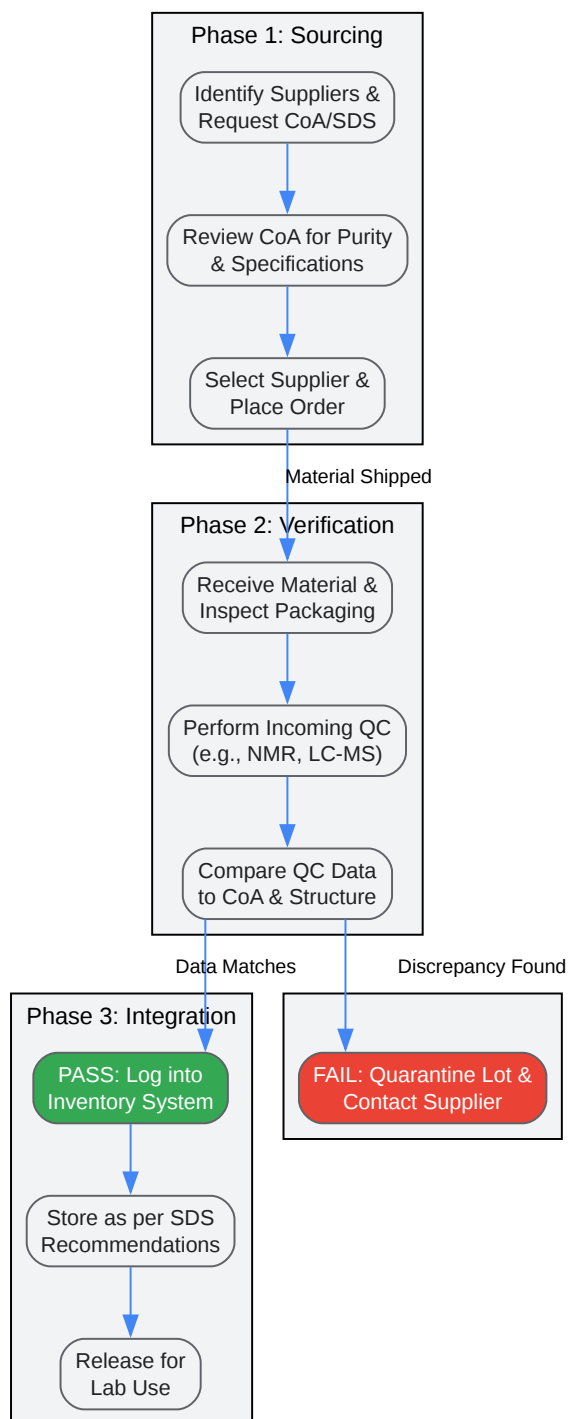 Phase 1: Sourcing
Identify Suppliers &
Request CoA/SDS
Review CoA for Purity
& Specifications
Select Supplier &
Place Order
Material Shipped
Phase 2: Verification
Receive Material &
Inspect Packaging
Perform Incoming QC
(e.g., NMR, LC-MS)
Compare QC Data
to CoA & Structure
Data Matches
Discrepancy Found
Phase 3: Integration
PASS: Log into
Inventory System
FAIL: Quarantine Lot &
Contact Supplier
Store as per SDS
Recommendations
Release for
Lab Use